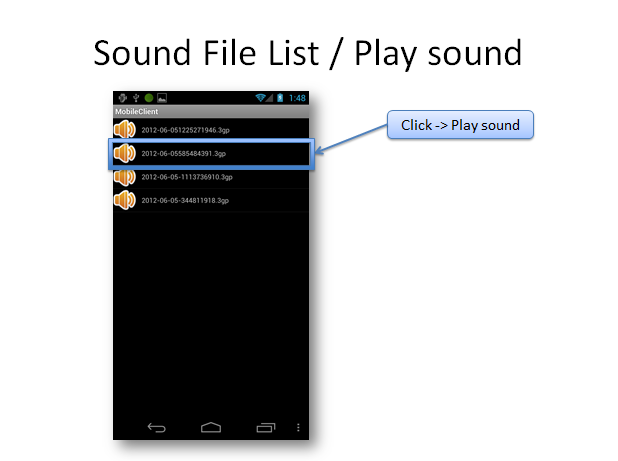 Sound File List / Play sound
1:48
MobileClient
2012-06-051225271946.3gp
Click -> Play sound
2012-06-05585484391.3gp
2012-06-05-1113736910.3gp
2012-06-05-344811918.3gp